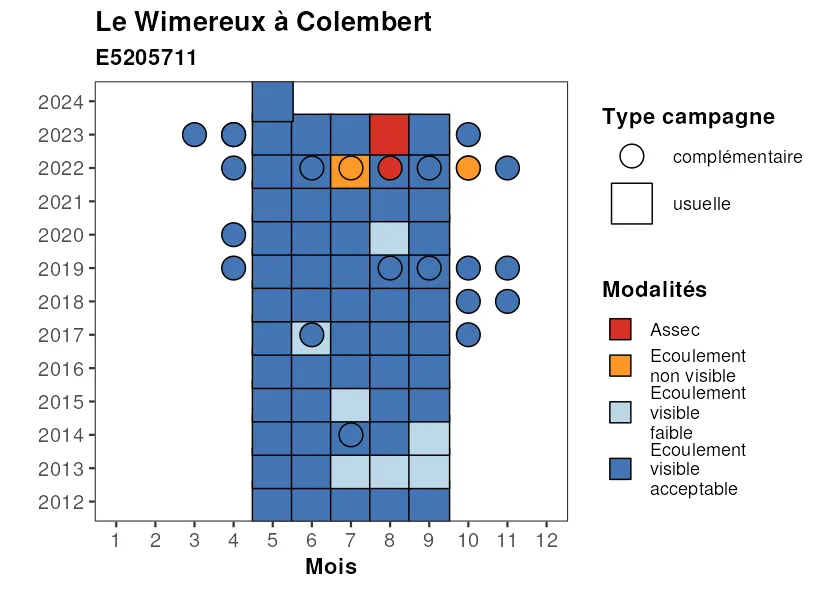 Le Wimereux à Colembert
E5205711
2024
2023
2022
2021
2020
2019
2018
2017
2016
2015
2014
2013
2012
1 2 3 4 5 6 7 8 9 10 11 12
Mois
Type campagne
complémentaire
usuelle
Modalités
Assec
Ecoulement
non visible
Ecoulement
visible
faible
Ecoulement
visible
acceptable